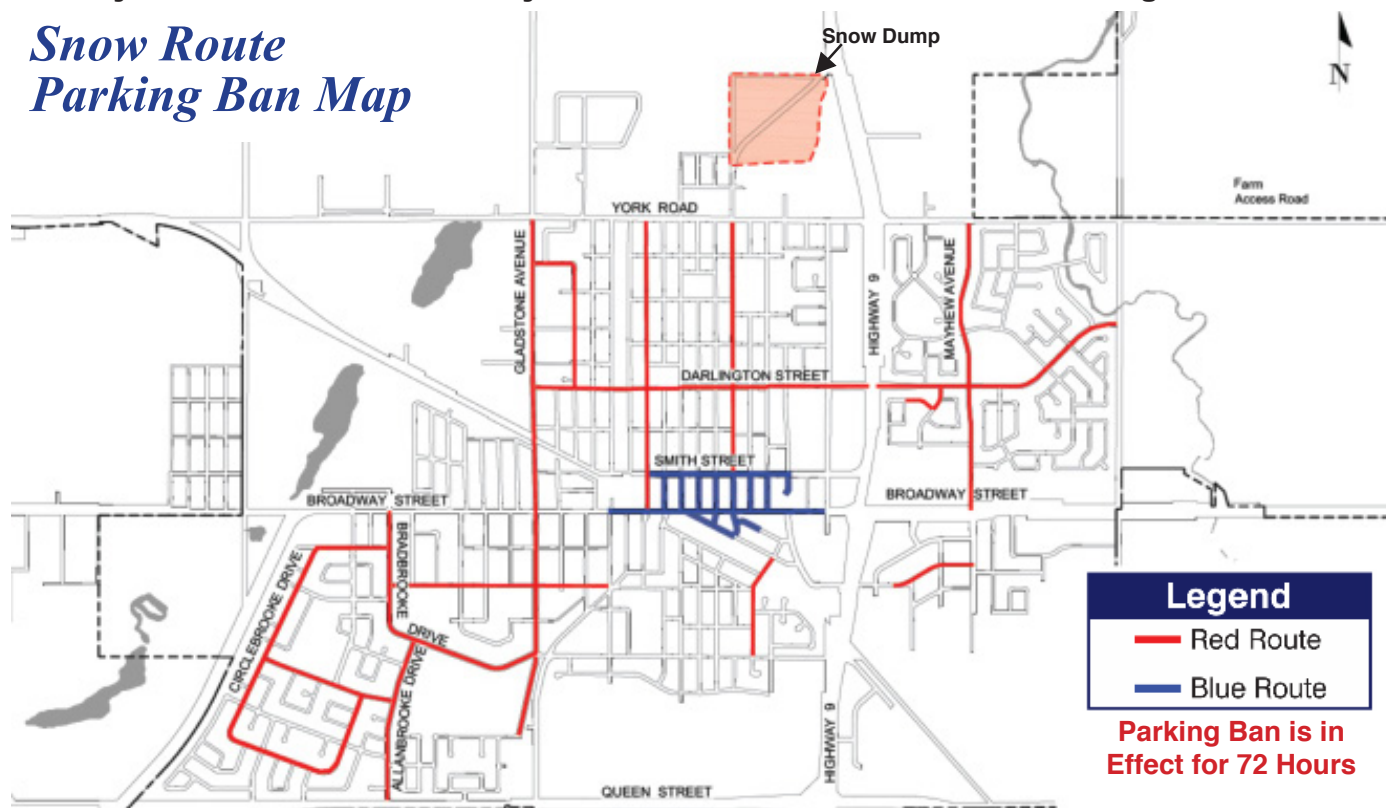 Snow Route
Parking Ban Map
Snow Dump
N
Farm
Access Road
YORK ROAD
GLADSTONE AVENUE
HIGHWAY 9
MAYHEW AVENUE
DARLINGTON STREET
SMITH STREET
BROADWAY STREET
BROADWAY STREET
BRADBROOKE
DRIVE
CIRCLEBROOKE DRIVE
ALLANBROOKE DRIVE
HIGHWAY 9
QUEEN STREET
Legend
Red Route
Blue Route
Parking Ban is in
Effect for 72 Hours